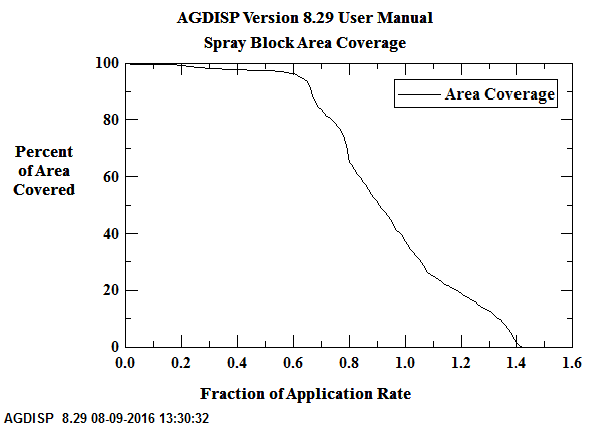 AGDISP Version 8.29 User Manual
Spray Block Area Coverage
100
80
60
40
20
0
Percent
of Area
Covered
Area Coverage
0.0 0.2 0.4 0.6 0.8 1.0 1.2 1.4 1.6
Fraction of Application Rate
AGDISP 8.29 08-09-2016 13:30:32